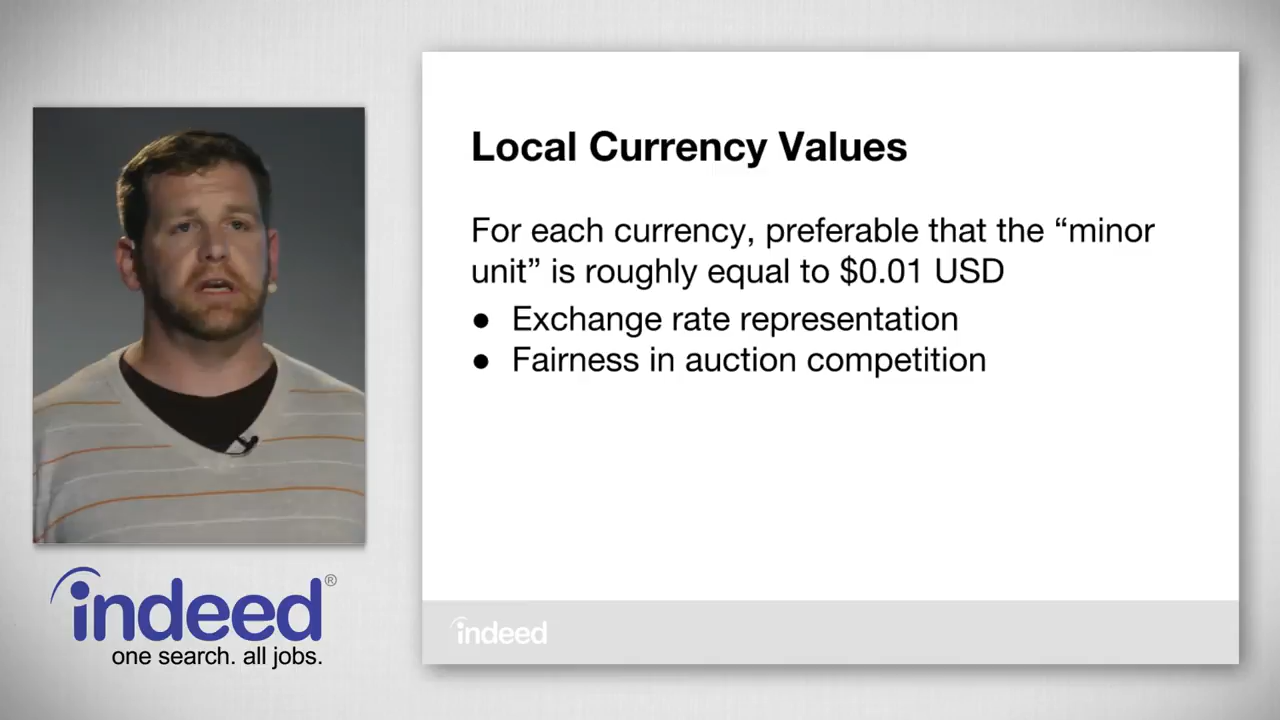 Local Currency Values
For each currency, preferable that the “minor
unit” is roughly equal to $0.01 USD
● Exchange rate representation
● Fairness in auction competition
indeed
indeed®
one search. all jobs.